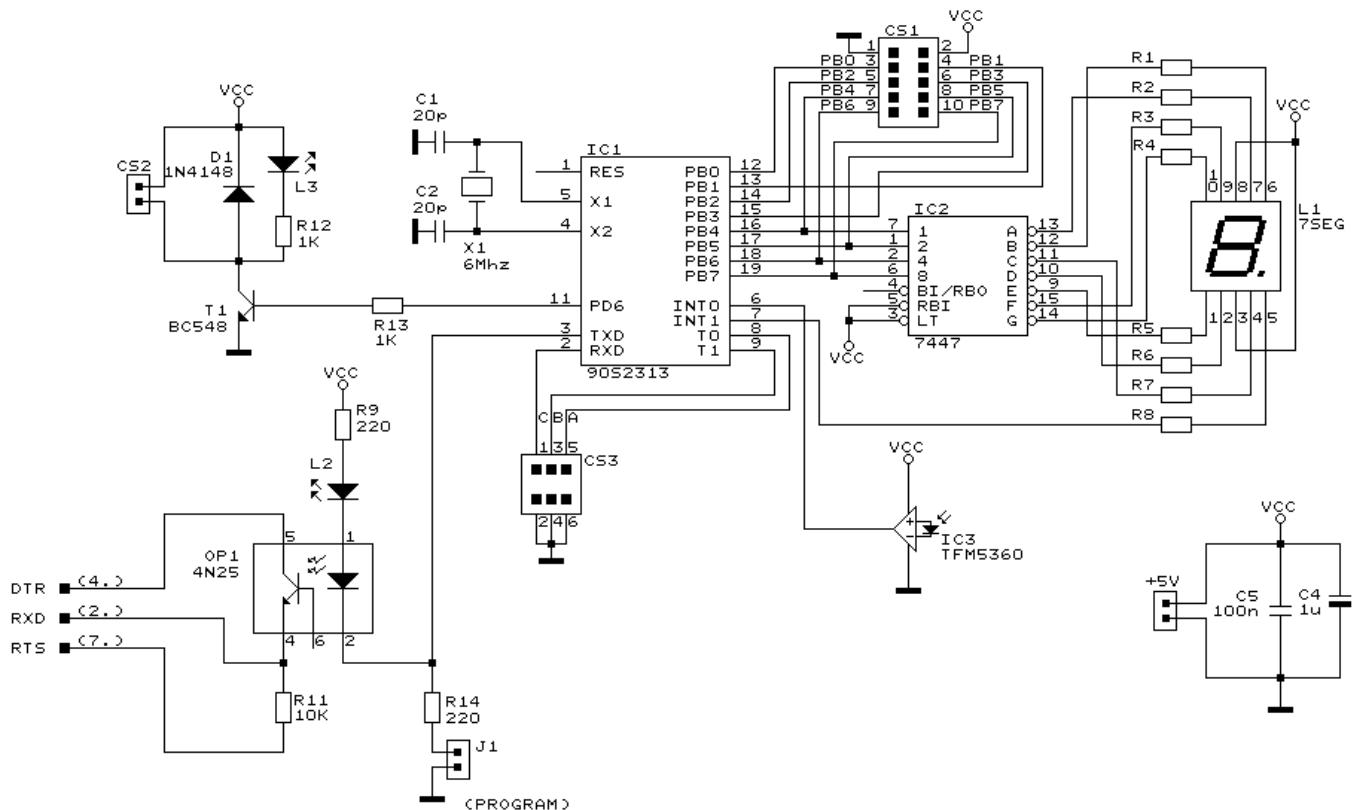 VCC
CS2
D1
1N4148
L3
R12
1K
T1
BC548
R13
1K
C1
20p
C2
20p
X1
6Mhz
IC1
1 RES
5 X1
4 X2
11 PD6
3 TXD
2 RXD
PB0 12
PB1 13
PB2 14
PB3 15
PB4 16
PB5 17
PB6 18
PB7 19
INT0 6
INT1 7
T0 8
T1 9
90S2313
CS1
VCC
1 2
PB0 3 4 PB1
PB2 5 6 PB3
PB4 7 8 PB5
PB6 9 10 PB7
IC2
7 1 A 13
1 2 B 12
2 4 C 11
6 8 D 10
4 BI/RB0 E 9
5 RBI F 15
3 LT G 14
7447
VCC
R1
R2
R3
R4
VCC
10 9 8 7 6
L1
7SEG
1 2 3 4 5
R5
R6
R7
R8
VCC
R9
220
L2
5 1
OP1
4N25
4 6 2
DTR (4.)
RXD (2.)
RTS (7.)
R11
10K
R14
220
J1
(PROGRAM)
C B A
1 3 5
CS3
2 4 6
VCC
+
-
IC3
TFM5360
VCC
+5V
C5
100n
C4
1u